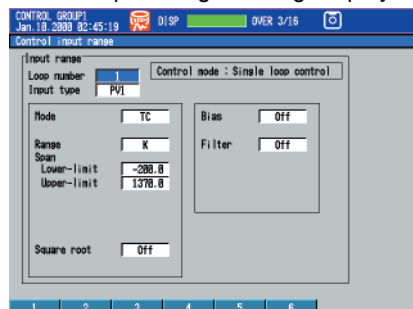 CONTROL GROUP1
Jan.10.2000 02:45:19 DISP OVER 3/16
Control input range
Input range
Loop number 1 Control mode : Single loop control
Input type PV1
Mode TC Bias Off
Range K Filter Off
Span
Lower-limit -200.0
Upper-limit 1370.0
Square root Off
1 2 3 4 5 6